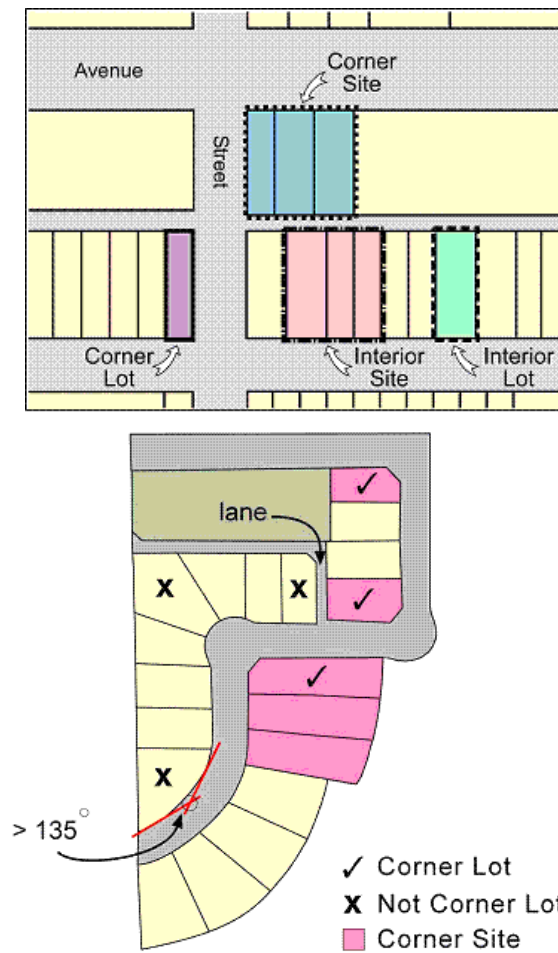 Avenue
Corner
Site
Street
Corner
Lot
Interior
Site
Interior
Lot
lane
✓
X
X
✓
✓
X
> 135°
✓ Corner Lot
X Not Corner Lot
Corner Site